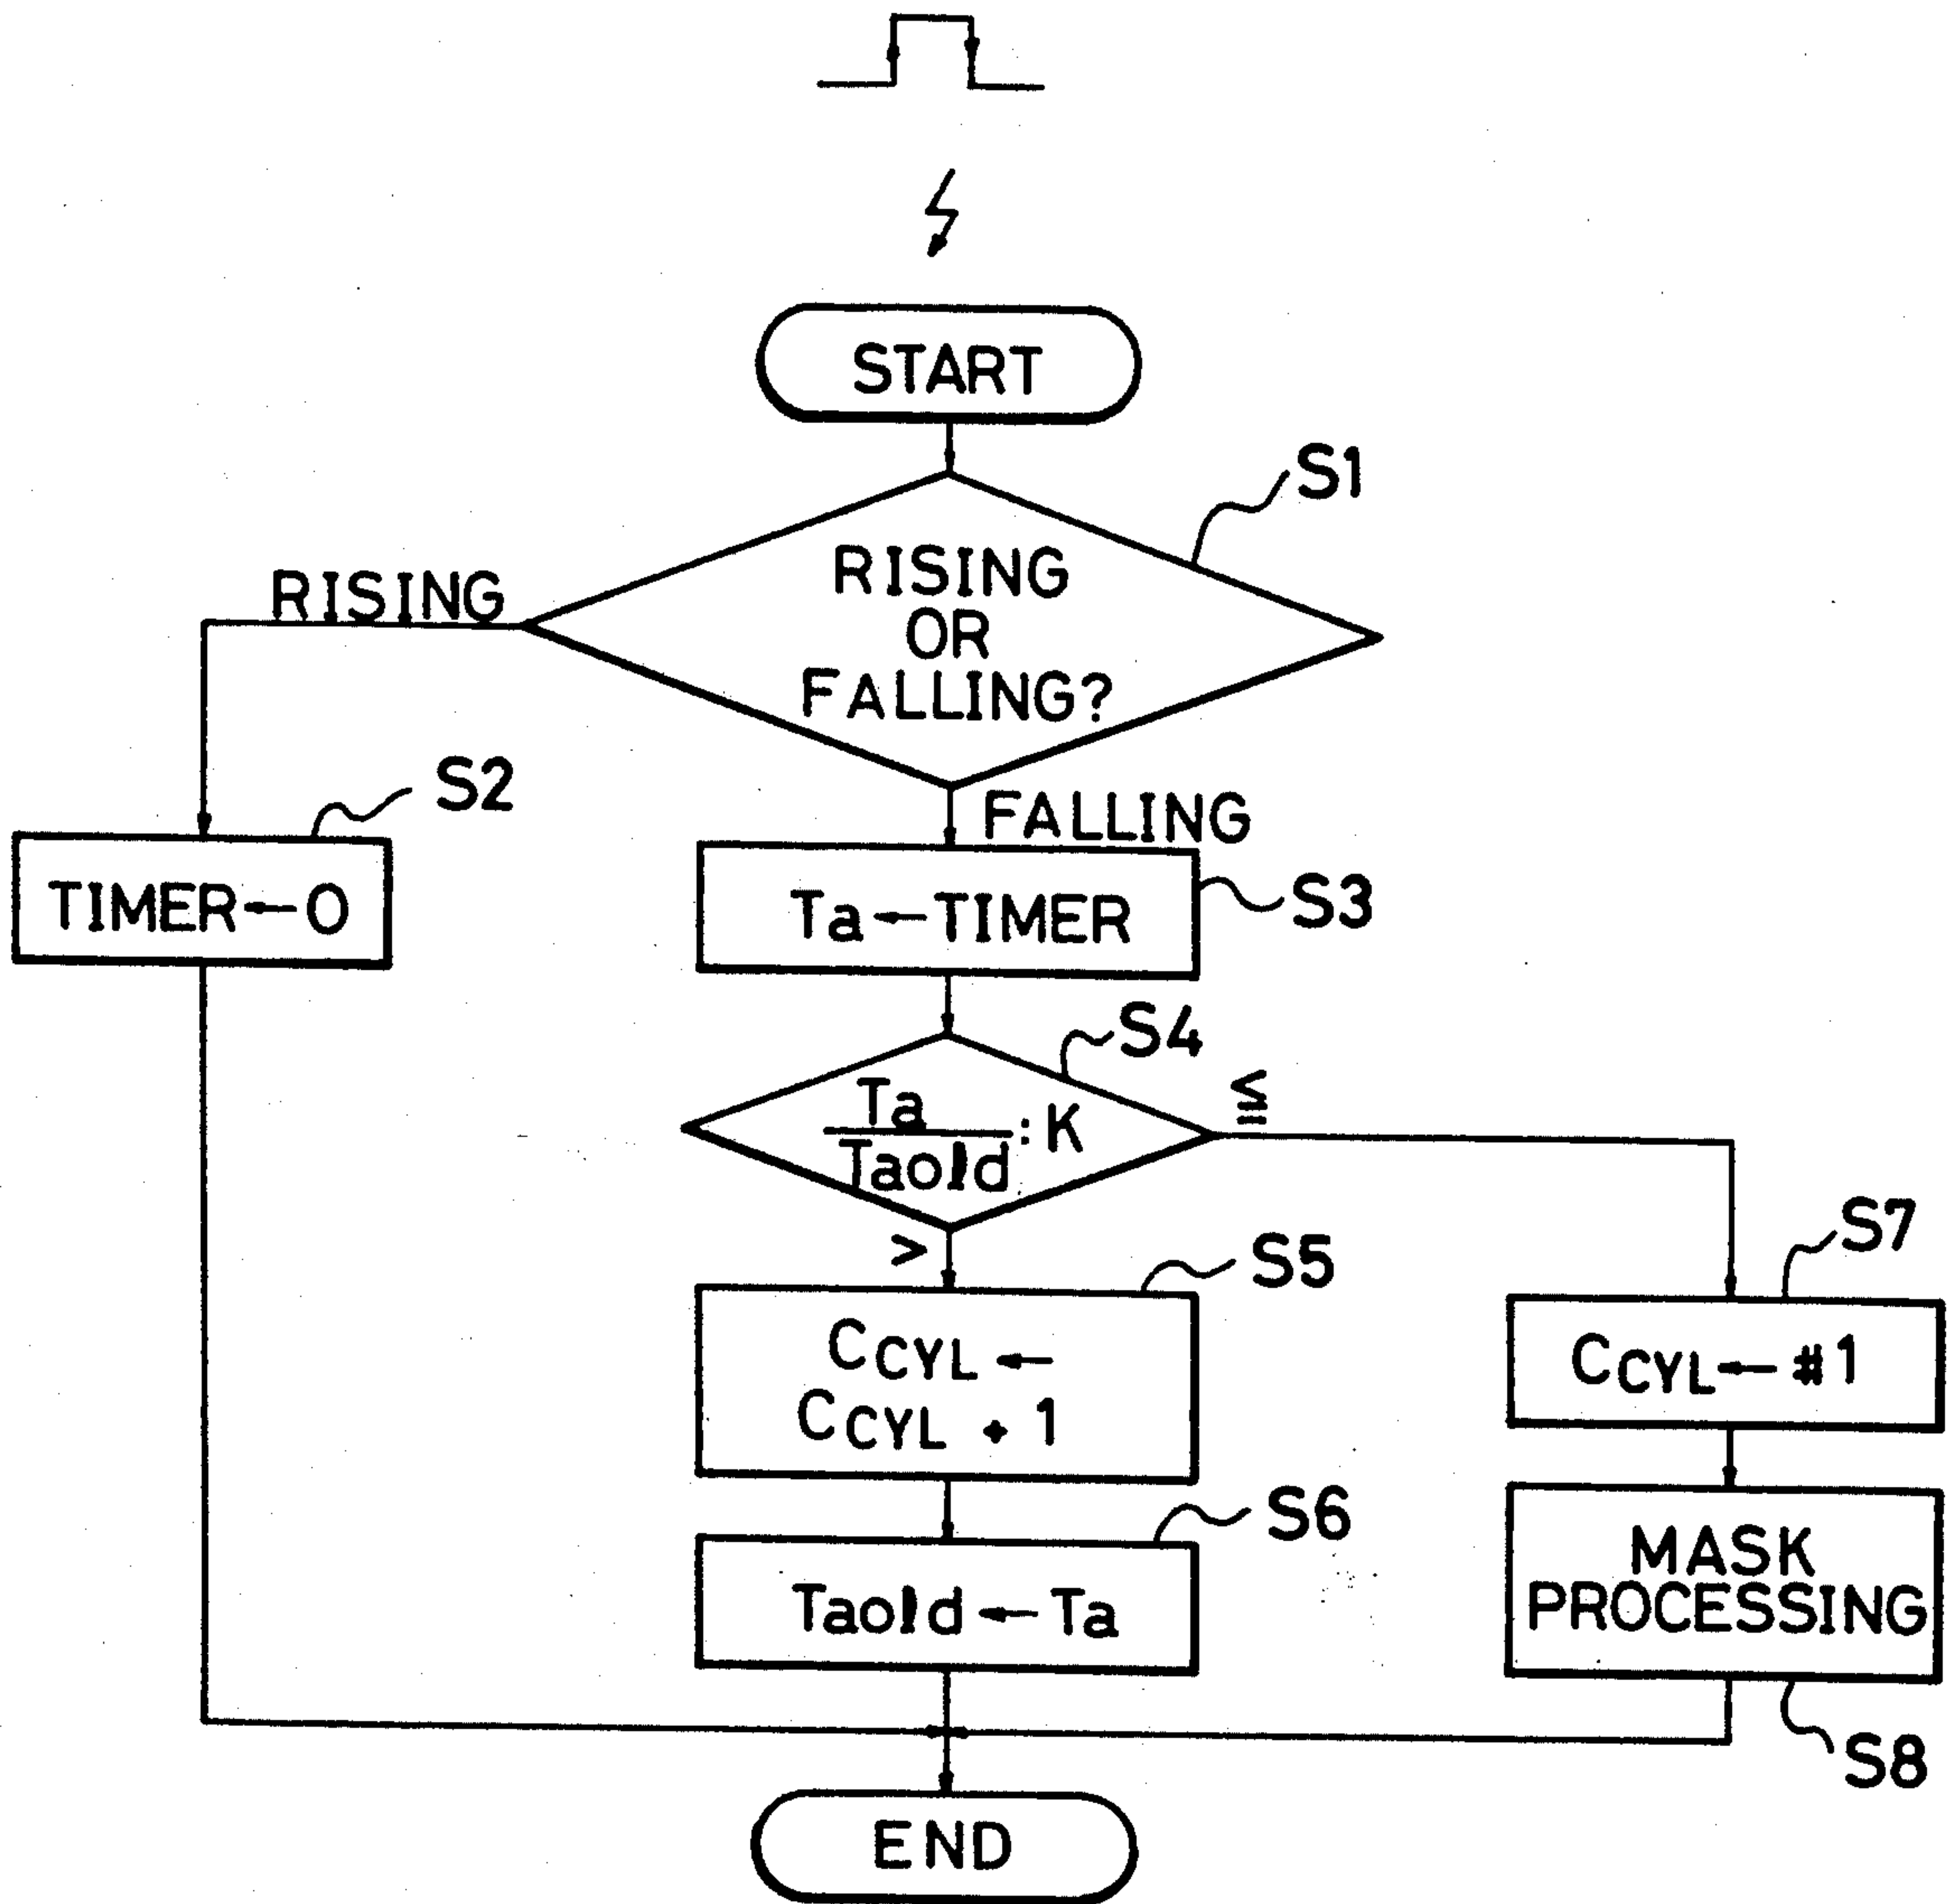 START
S1
RISING
OR
FALLING?
RISING
S2
TIMER←0
FALLING
Ta←TIMER
S3
S4
Ta
Taold
:K
≦
>
S5
CCYL ←
CCYL + 1
S7
CCYL←#1
S6
Taold ← Ta
MASK
PROCESSING
S8
END